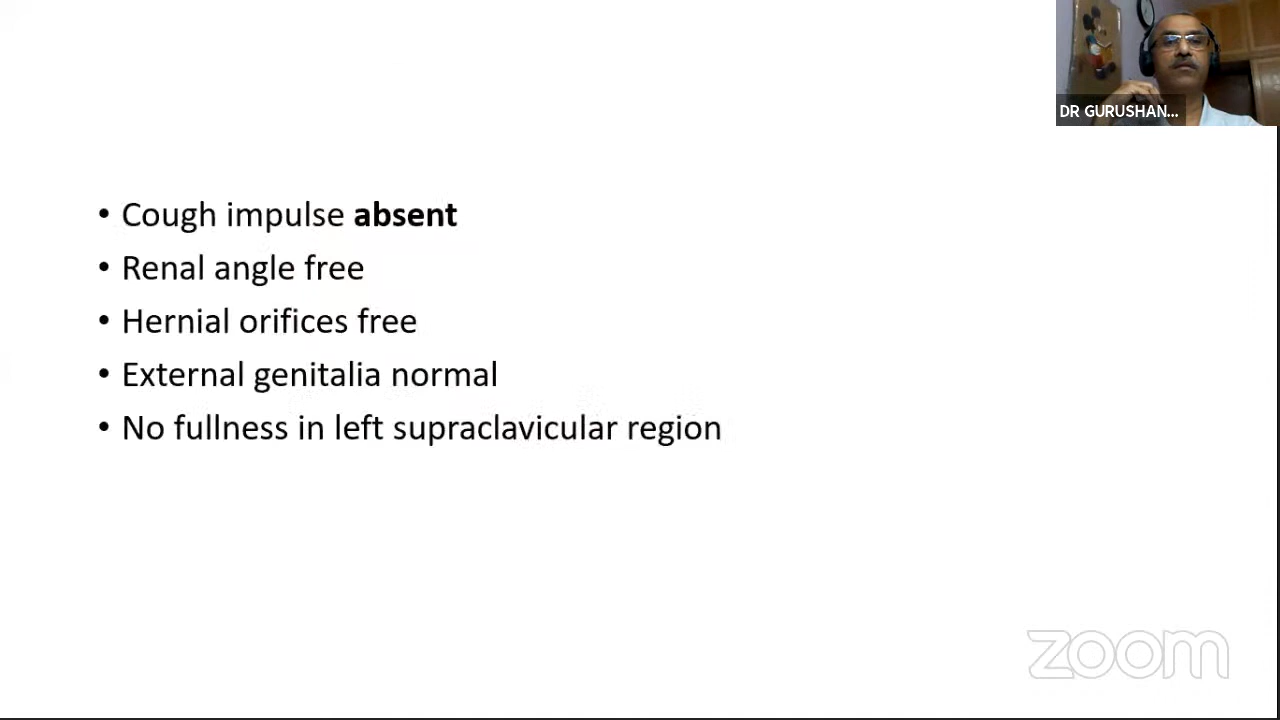 DR GURUSHAN...
• Cough impulse absent
• Renal angle free
• Hernial orifices free
• External genitalia normal
• No fullness in left supraclavicular region
zoom